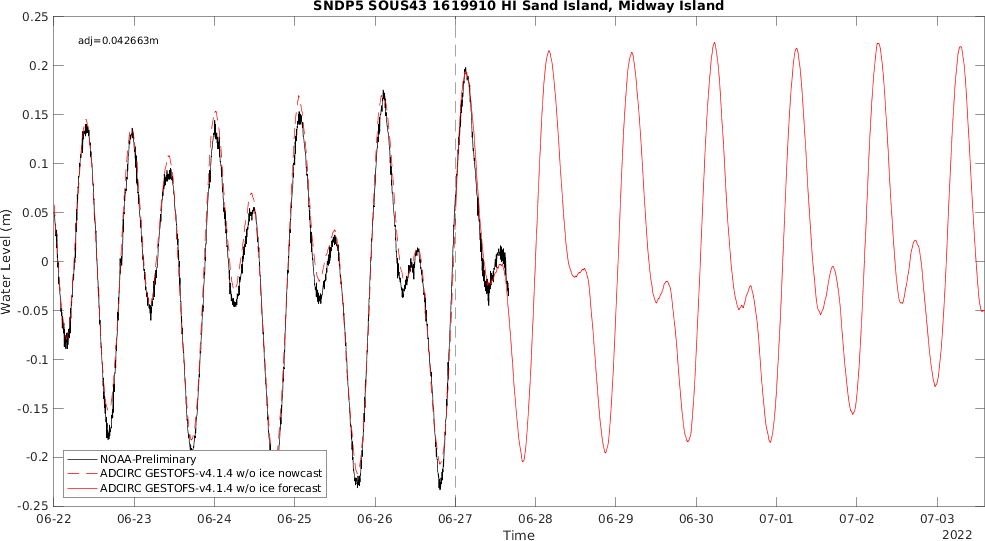 SNDP5 SOUS43 1619910 HI Sand Island, Midway Island
adj=0.042663m
0.25
0.2
0.15
0.1
0.05
0
-0.05
-0.1
-0.15
-0.2
-0.25
Water Level (m)
NOAA-Preliminary
ADCIRC GESTOFS-v4.1.4 w/o ice nowcast
ADCIRC GESTOFS-v4.1.4 w/o ice forecast
06-22 06-23 06-24 06-25 06-26 06-27 06-28 06-29 06-30 07-01 07-02 07-03
Time
2022